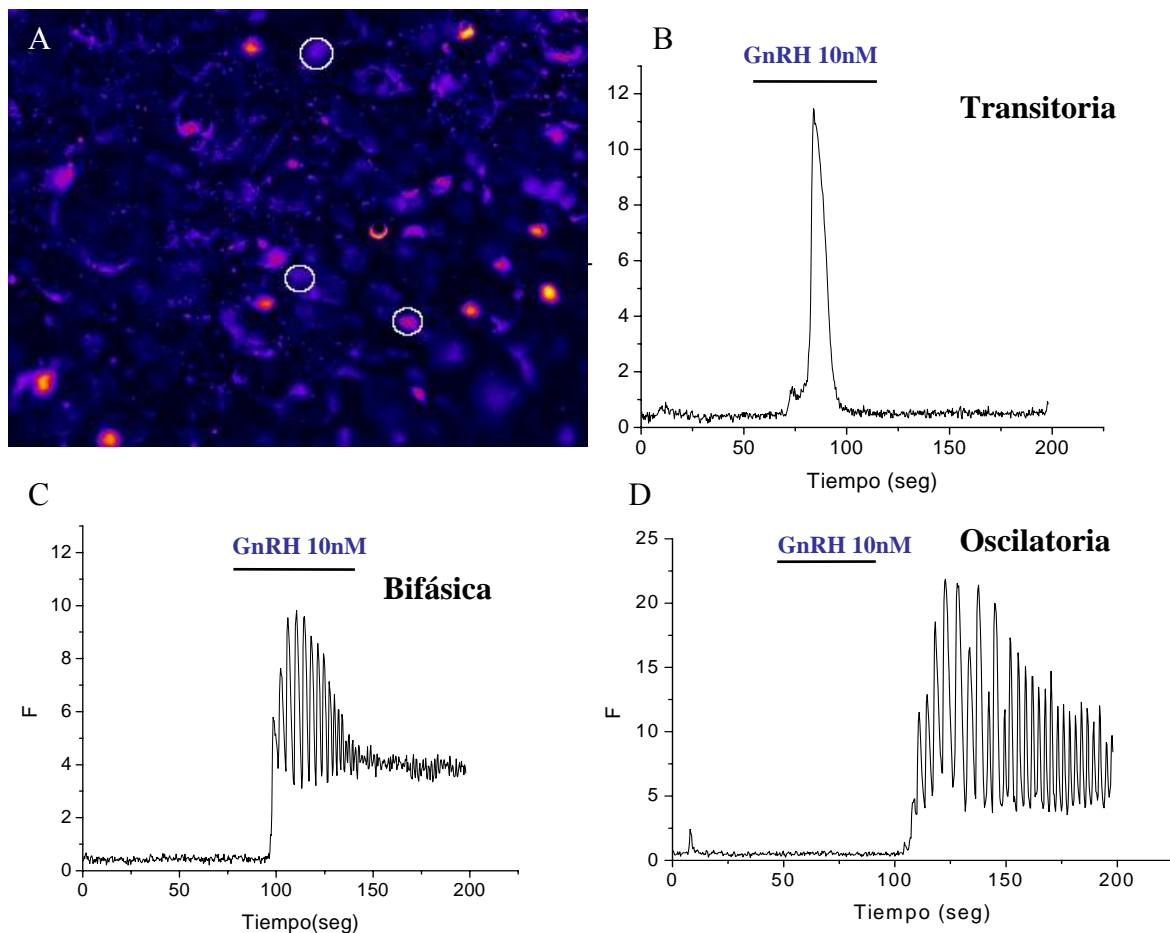 A
B
GnRH 10nM
Transitoria
12
10
8
6
4
2
0
0 50 100 150 200
Tiempo (seg)
C
GnRH 10nM
Bifásica
12
10
8
6
4
2
0
F
0 50 100 150 200
Tiempo(seg)
D
GnRH 10nM
Oscilatoria
25
20
15
10
5
0
F
0 50 100 150 200
Tiempo (seg)